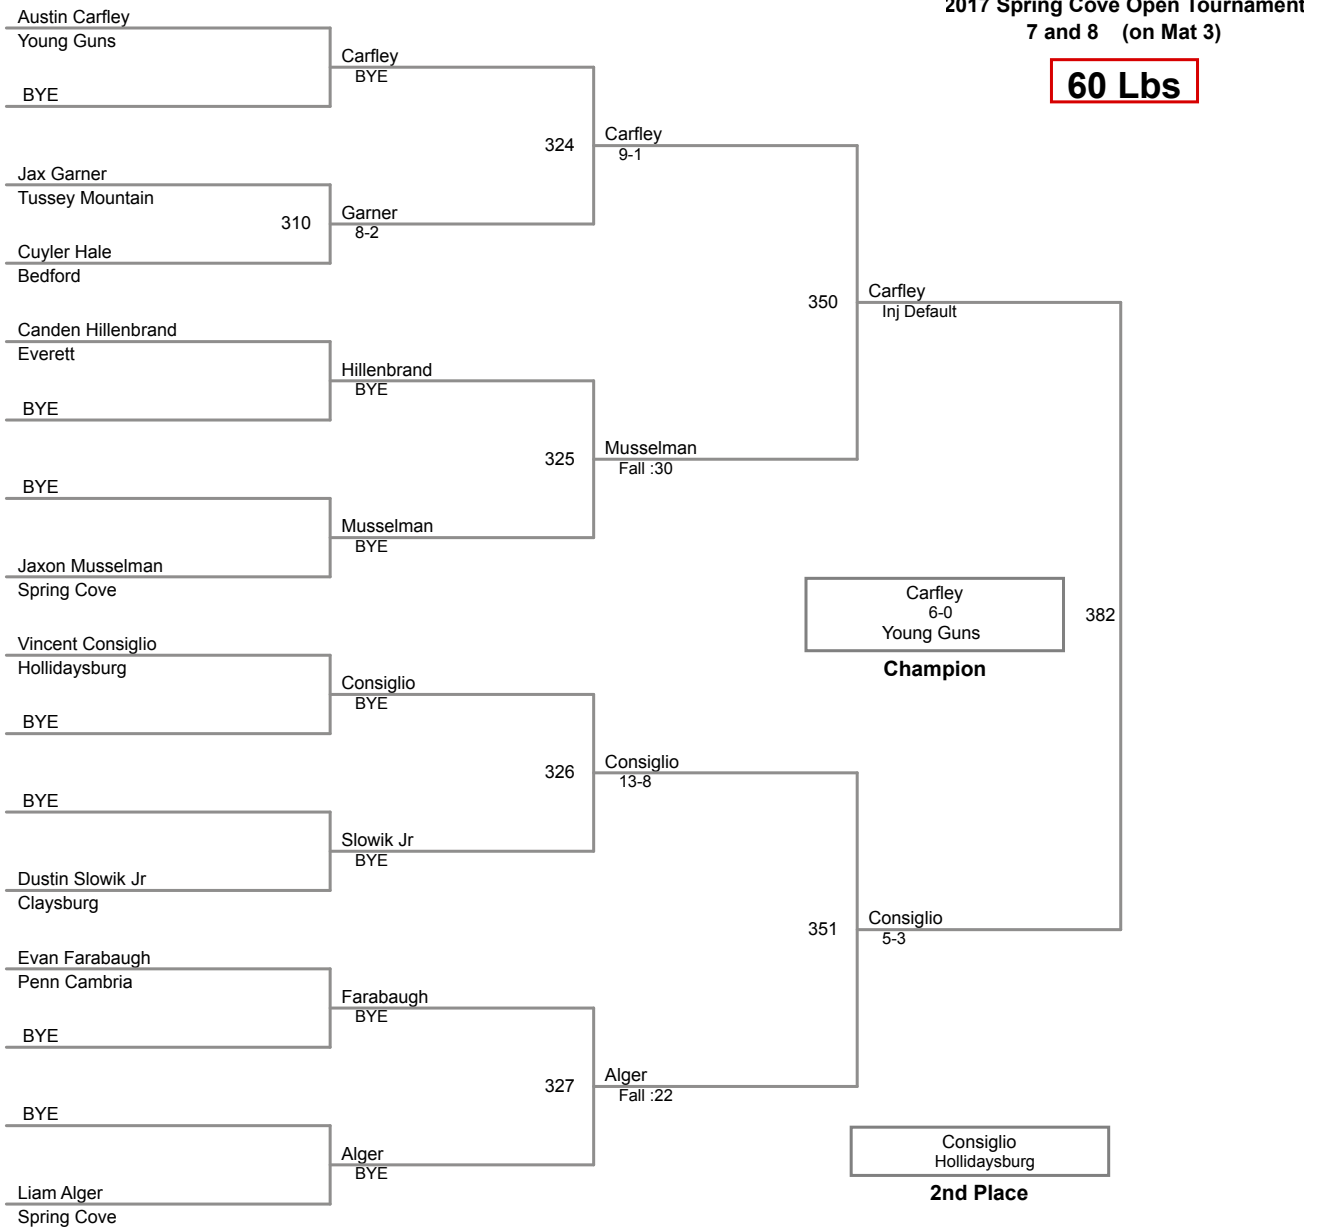 2017 Spring Cove Open Tournament
7 and 8 (on Mat 3)
60 Lbs
Austin Carfley
Young Guns
BYE
Jax Garner
Tussey Mountain
310
Cuyler Hale
Bedford
Canden Hillenbrand
Everett
BYE
BYE
Jaxon Musselman
Spring Cove
Vincent Consiglio
Hollidaysburg
BYE
BYE
Dustin Slowik Jr
Claysburg
Evan Farabaugh
Penn Cambria
BYE
BYE
Liam Alger
Spring Cove
Carfley
BYE
324
Garner
8-2
Hillenbrand
BYE
325
Musselman
BYE
Consiglio
BYE
326
Slowik Jr
BYE
Farabaugh
BYE
327
Alger
BYE
Carfley
9-1
350
Musselman
Fall :30
Consiglio
13-8
351
Alger
Fall :22
Carfley
Inj Default
382
Consiglio
5-3
Carfley
6-0
Young Guns
Champion
Consiglio
Hollidaysburg
2nd Place